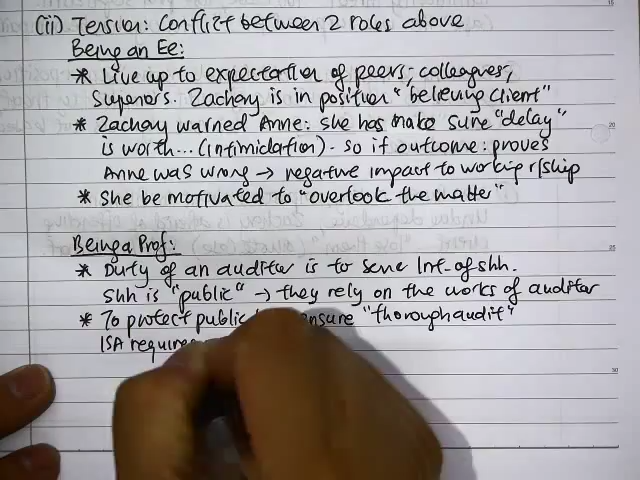 (ii) Tension: Conflict between 2 roles above
Being an Ee:
* Live up to expectation of peers, colleagues,
superiors. Zachary is in position "believing client"
* Zachary warned Anne: she has make sure "delay"
is worth... (intimidation). So if outcome: proves
Anne was wrong → negative impact to working r/ship
* She be motivated to "overlook the matter"
Being a Prof:
* Duty of an auditor is to serve Int. of shh.
Shh is "public" → they rely on the works of auditor
* To protect public ensure "thorough audit"
ISA requires